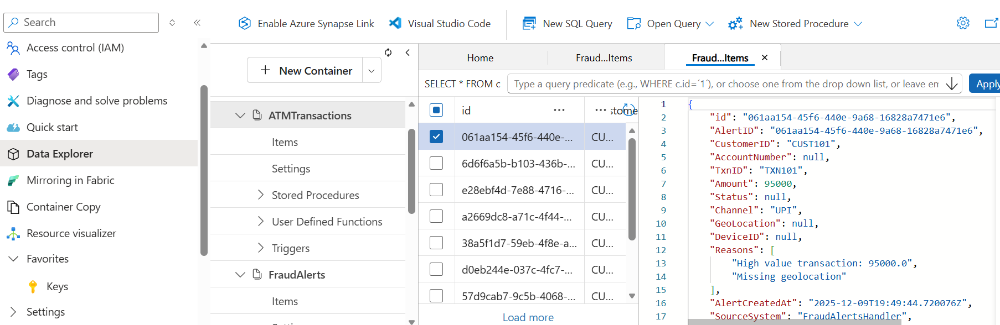 Search
Enable Azure Synapse Link
Visual Studio Code
New SQL Query
Open Query
New Stored Procedure
Access control (IAM)
Tags
Diagnose and solve problems
Quick start
Data Explorer
Mirroring in Fabric
Container Copy
Resource visualizer
Favorites
Keys
Settings
New Container
ATMTransactions
Items
Settings
Stored Procedures
User Defined Functions
Triggers
FraudAlerts
Items
Home
Fraud...Items
Fraud...Items
SELECT * FROM c
Type a query predicate (e.g., WHERE c.id=´1´), or choose one from the drop down list, or leave em
Apply
id ... ... stome
061aa154-45f6-440e-... CU...
6d6f6a5b-b103-436b-... CU...
e28ebf4d-7e88-4716-... CU...
a2669dc8-a71c-4f44-... CU...
38a5f1d7-59eb-4f8e-a... CU...
d0eb244e-037c-4fc7-... CU...
57d9cab7-9c5b-4068-... CU...
Load more
1 {
2 "id": "061aa154-45f6-440e-9a68-16828a7471e6",
3 "AlertID": "061aa154-45f6-440e-9a68-16828a7471e6",
4 "CustomerID": "CUST101",
5 "AccountNumber": null,
6 "TxnID": "TXN101",
7 "Amount": 95000,
8 "Status": null,
9 "Channel": "UPI",
10 "GeoLocation": null,
11 "DeviceID": null,
12 "Reasons": [
13 "High value transaction: 95000.0",
14 "Missing geolocation"
15 ],
16 "AlertCreatedAt": "2025-12-09T19:49:44.720076Z",
17 "SourceSystem": "FraudAlertsHandler",